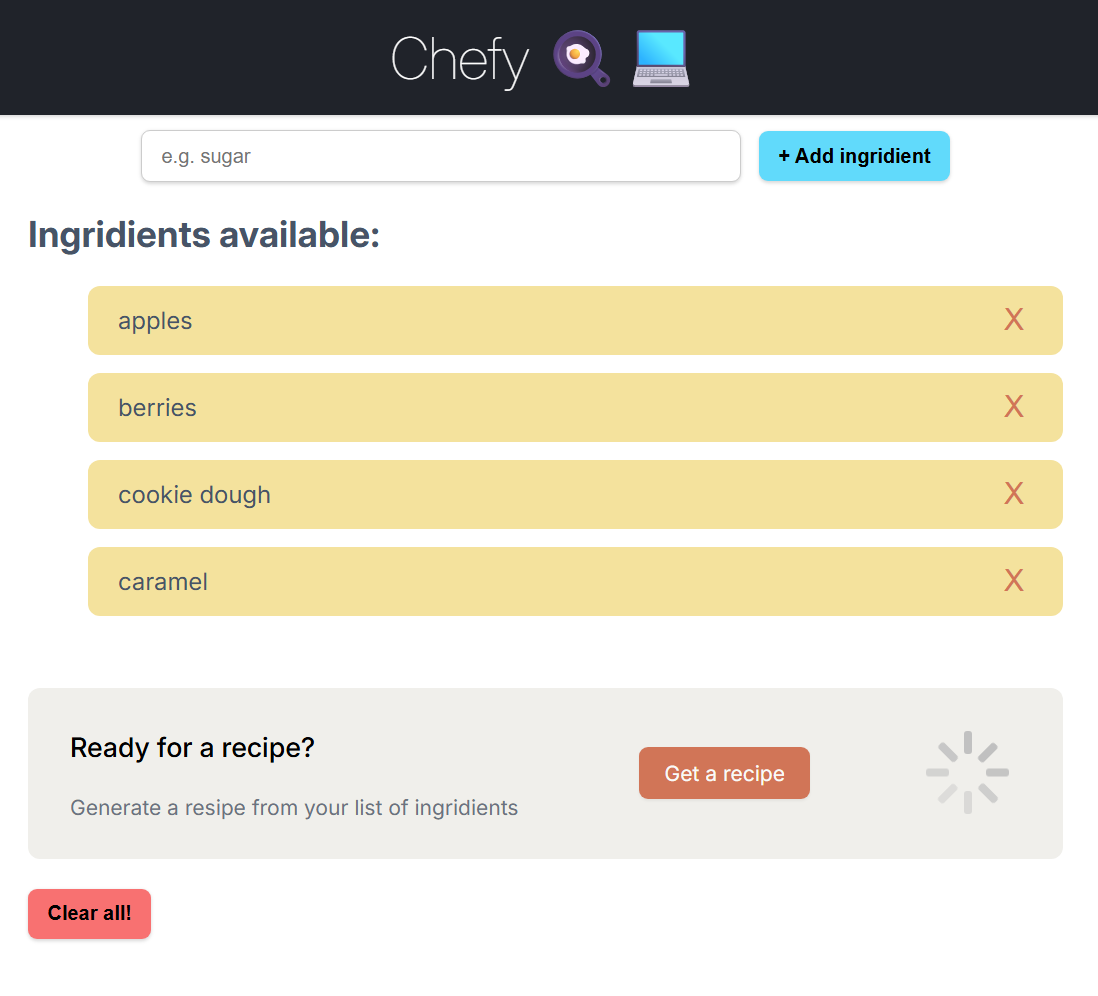 Chefy
e.g. sugar
+ Add ingridient
Ingridients available:
apples X
berries X
cookie dough X
caramel X
Ready for a recipe?
Get a recipe
Generate a resipe from your list of ingridients
Clear all!